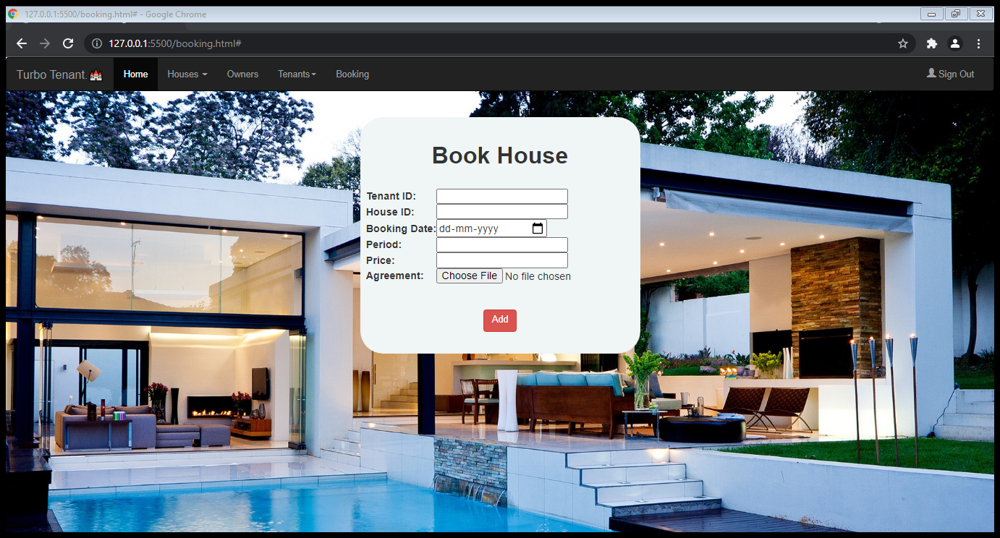 127.0.0.1:5500/booking.html# - Google Chrome
127.0.0.1:5500/booking.html#
Turbo Tenant. Home Houses Owners Tenants Booking Sign Out
Book House
Tenant ID:
House ID:
Booking Date: dd-mm-yyyy
Period:
Price:
Agreement: Choose File No file chosen
Add